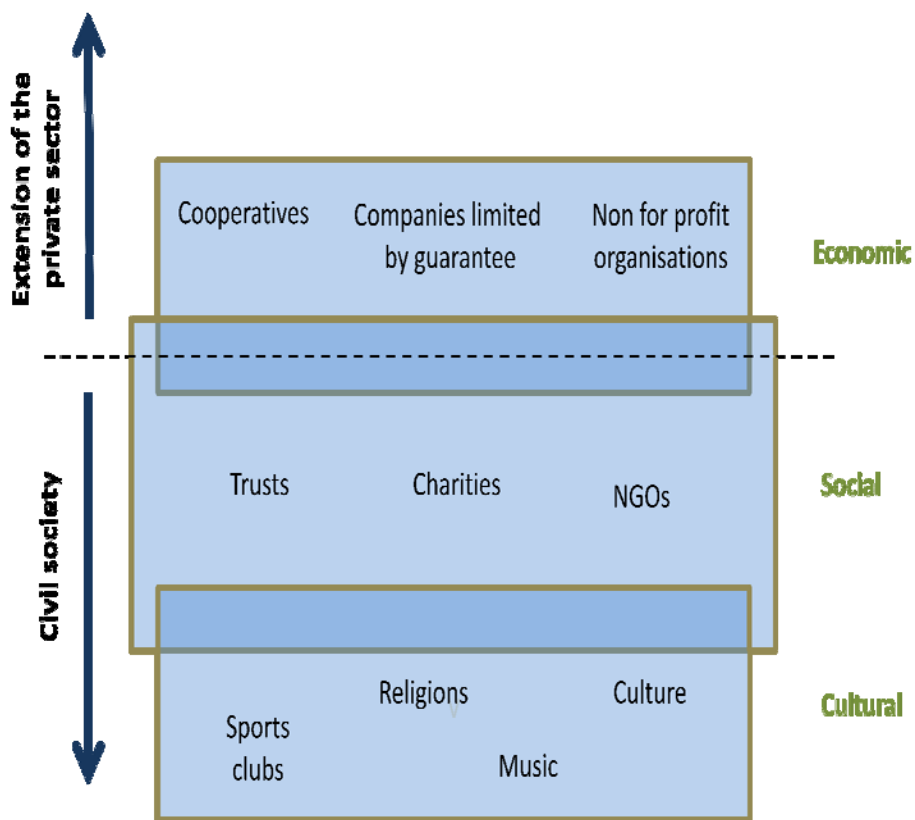 Extension of the
private sector
Cooperatives
Companies limited
by guarantee
Non for profit
organisations
Economic
Civil society
Trusts
Charities
NGOs
Social
Religions
Culture
Sports
clubs
Music
Cultural